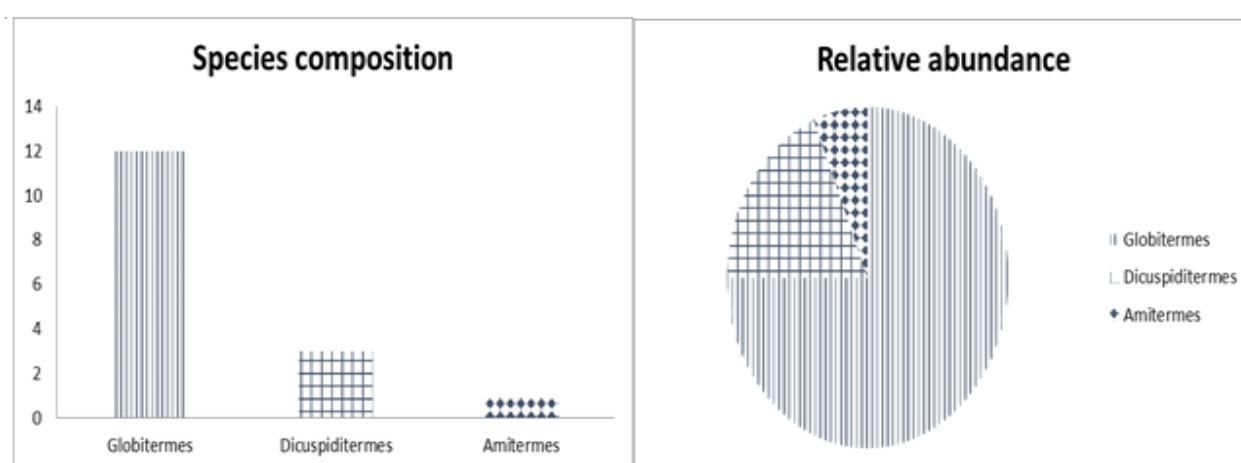 Species composition
14
12
10
8
6
4
2
0
Globitermes
Dicuspiditermes
Amitermes
Relative abundance
Globitermes
Dicuspiditermes
Amitermes